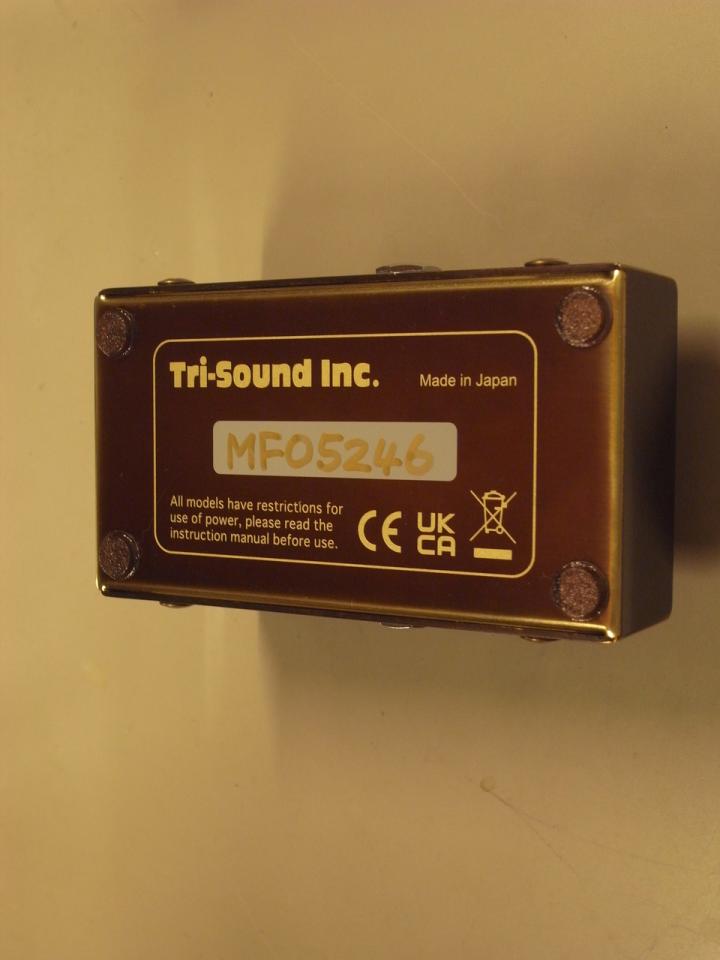 Tri-Sound Inc.
Made in Japan
MF05246
All models have restrictions for
use of power, please read the
instruction manual before use.
CE
UK
CA